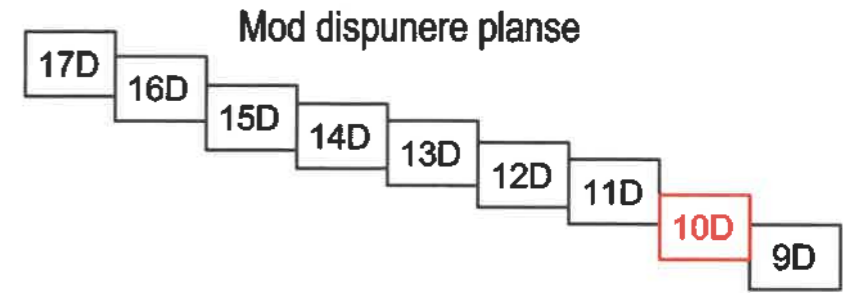 Mod dispunere planse
17D
16D
15D
14D
13D
12D
11D
10D
9D